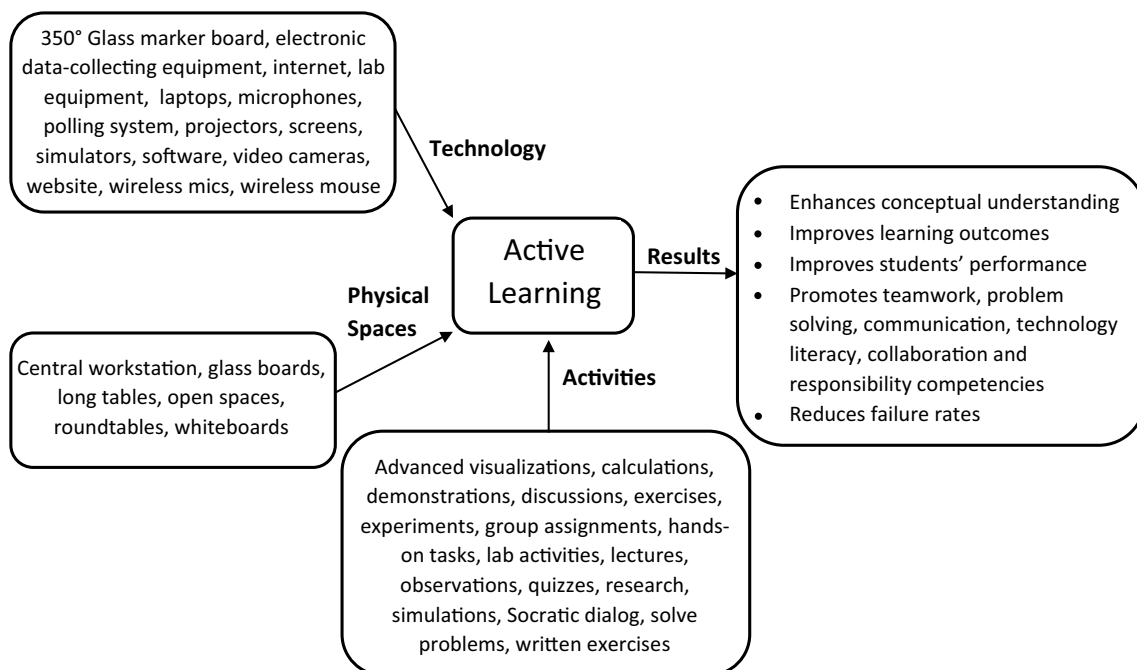 350° Glass marker board, electronic
data-collecting equipment, internet, lab
equipment, laptops, microphones,
polling system, projectors, screens,
simulators, software, video cameras,
website, wireless mics, wireless mouse
Technology
Active
Learning
Results
• Enhances conceptual understanding
• Improves learning outcomes
• Improves students’ performance
• Promotes teamwork, problem
solving, communication, technology
literacy, collaboration and
responsibility competencies
• Reduces failure rates
Physical
Spaces
Central workstation, glass boards,
long tables, open spaces,
roundtables, whiteboards
Activities
Advanced visualizations, calculations,
demonstrations, discussions, exercises,
experiments, group assignments, hands-
on tasks, lab activities, lectures,
observations, quizzes, research,
simulations, Socratic dialog, solve
problems, written exercises